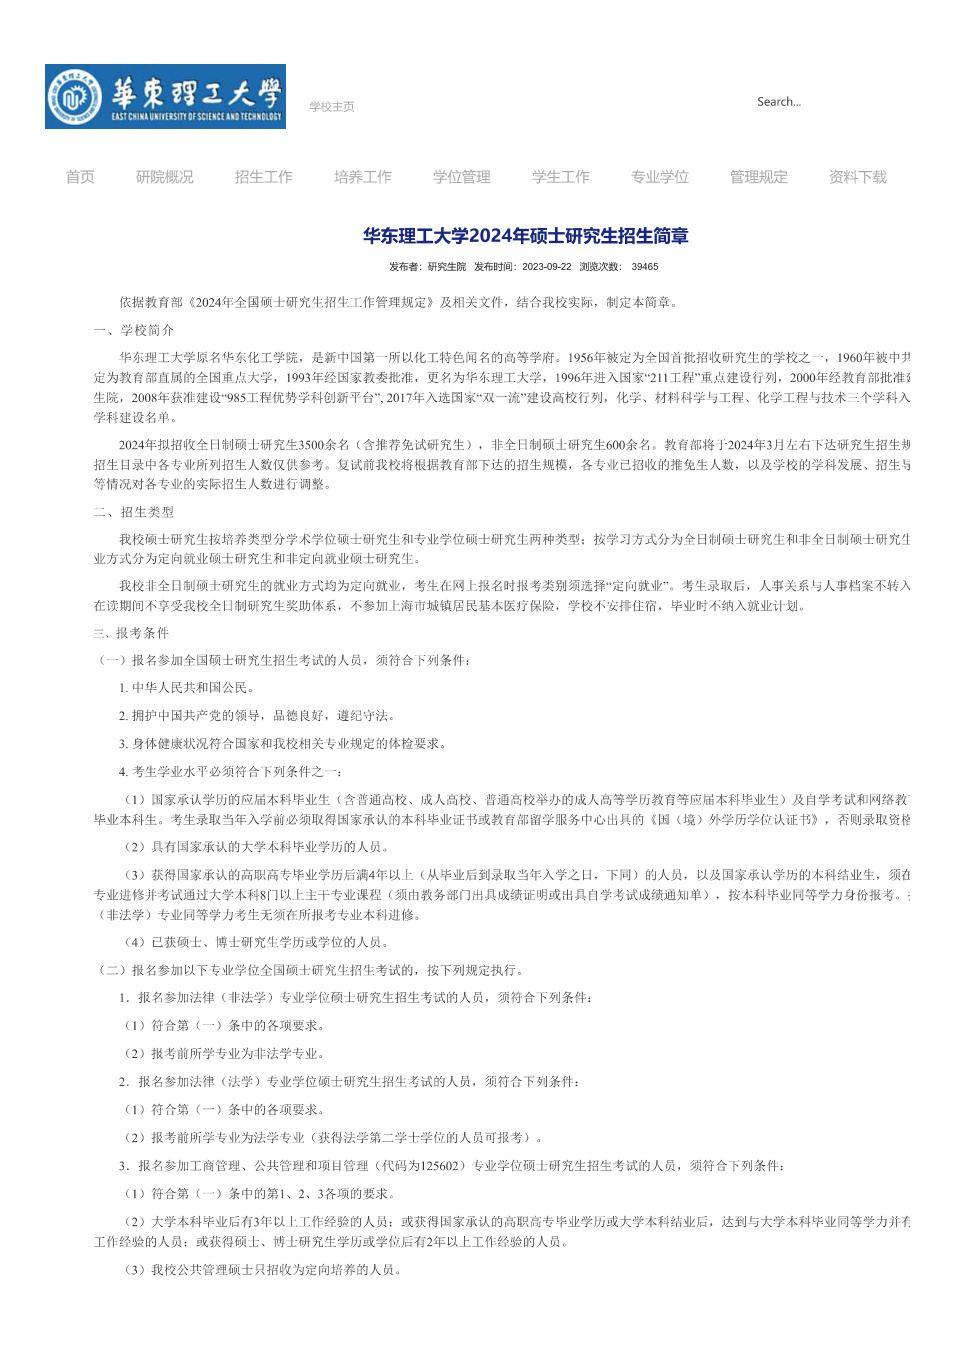 華東理工大學
EAST CHINA UNIVERSITY OF SCIENCE AND TECHNOLOGY
学校主页
Search...
首页 研院概况 招生工作 培养工作 学位管理 学生工作 专业学位 管理规定 资料下载
华东理工大学2024年硕士研究生招生简章
发布者：研究生院 发布时间：2023-09-22 浏览次数： 39465
依据教育部《2024年全国硕士研究生招生工作管理规定》及相关文件，结合我校实际，制定本简章。
一、学校简介
华东理工大学原名华东化工学院，是新中国第一所以化工特色闻名的高等学府。1956年被定为全国首批招收研究生的学校之一，1960年被中共
定为教育部直属的全国重点大学，1993年经国家教委批准，更名为华东理工大学，1996年进入国家“211工程”重点建设行列，2000年经教育部批准
生院，2008年获准建设“985工程优势学科创新平台”, 2017年入选国家“双一流”建设高校行列，化学、材料科学与工程、化学工程与技术三个学科入
学科建设名单。
2024年拟招收全日制硕士研究生3500余名（含推荐免试研究生），非全日制硕士研究生600余名。教育部将于2024年3月左右下达研究生招生规
招生目录中各专业所列招生人数仅供参考。复试前我校将根据教育部下达的招生规模，各专业已招收的推免生人数，以及学校的学科发展、招生导
等情况对各专业的实际招生人数进行调整。
二、招生类型
我校硕士研究生按培养类型分学术学位硕士研究生和专业学位硕士研究生两种类型；按学习方式分为全日制硕士研究生和非全日制硕士研究生
业方式分为定向就业硕士研究生和非定向就业硕士研究生。
我校非全日制硕士研究生的就业方式均为定向就业，考生在网上报名时报考类别须选择“定向就业”。考生录取后，人事关系与人事档案不转入
在读期间不享受我校全日制研究生奖助体系，不参加上海市城镇居民基本医疗保险，学校不安排住宿，毕业时不纳入就业计划。
三、报考条件
（一）报名参加全国硕士研究生招生考试的人员，须符合下列条件：
1. 中华人民共和国公民。
2. 拥护中国共产党的领导，品德良好，遵纪守法。
3. 身体健康状况符合国家和我校相关专业规定的体检要求。
4. 考生学业水平必须符合下列条件之一：
（1）国家承认学历的应届本科毕业生（含普通高校、成人高校、普通高校举办的成人高等学历教育等应届本科毕业生）及自学考试和网络教
毕业本科生。考生录取当年入学前必须取得国家承认的本科毕业证书或教育部留学服务中心出具的《国（境）外学历学位认证书》，否则录取资格
（2）具有国家承认的大学本科毕业学历的人员。
（3）获得国家承认的高职高专毕业学历后满4年以上（从毕业后到录取当年入学之日，下同）的人员，以及国家承认学历的本科结业生，须在
专业进修并考试通过大学本科8门以上主干专业课程（须由教务部门出具成绩证明或出具自学考试成绩通知单），按本科毕业同等学力身份报考。
（非法学）专业同等学力考生无须在所报考专业本科进修。
（4）已获硕士、博士研究生学历或学位的人员。
（二）报名参加以下专业学位全国硕士研究生招生考试的，按下列规定执行。
1．报名参加法律（非法学）专业学位硕士研究生招生考试的人员，须符合下列条件：
（1）符合第（一）条中的各项要求。
（2）报考前所学专业为非法学专业。
2．报名参加法律（法学）专业学位硕士研究生招生考试的人员，须符合下列条件：
（1）符合第（一）条中的各项要求。
（2）报考前所学专业为法学专业（获得法学第二学士学位的人员可报考）。
3．报名参加工商管理、公共管理和项目管理（代码为125602）专业学位硕士研究生招生考试的人员，须符合下列条件：
（1）符合第（一）条中的第1、2、3各项的要求。
（2）大学本科毕业后有3年以上工作经验的人员；或获得国家承认的高职高专毕业学历或大学本科结业后，达到与大学本科毕业同等学力并有
工作经验的人员；或获得硕士、博士研究生学历或学位后有2年以上工作经验的人员。
（3）我校公共管理硕士只招收为定向培养的人员。